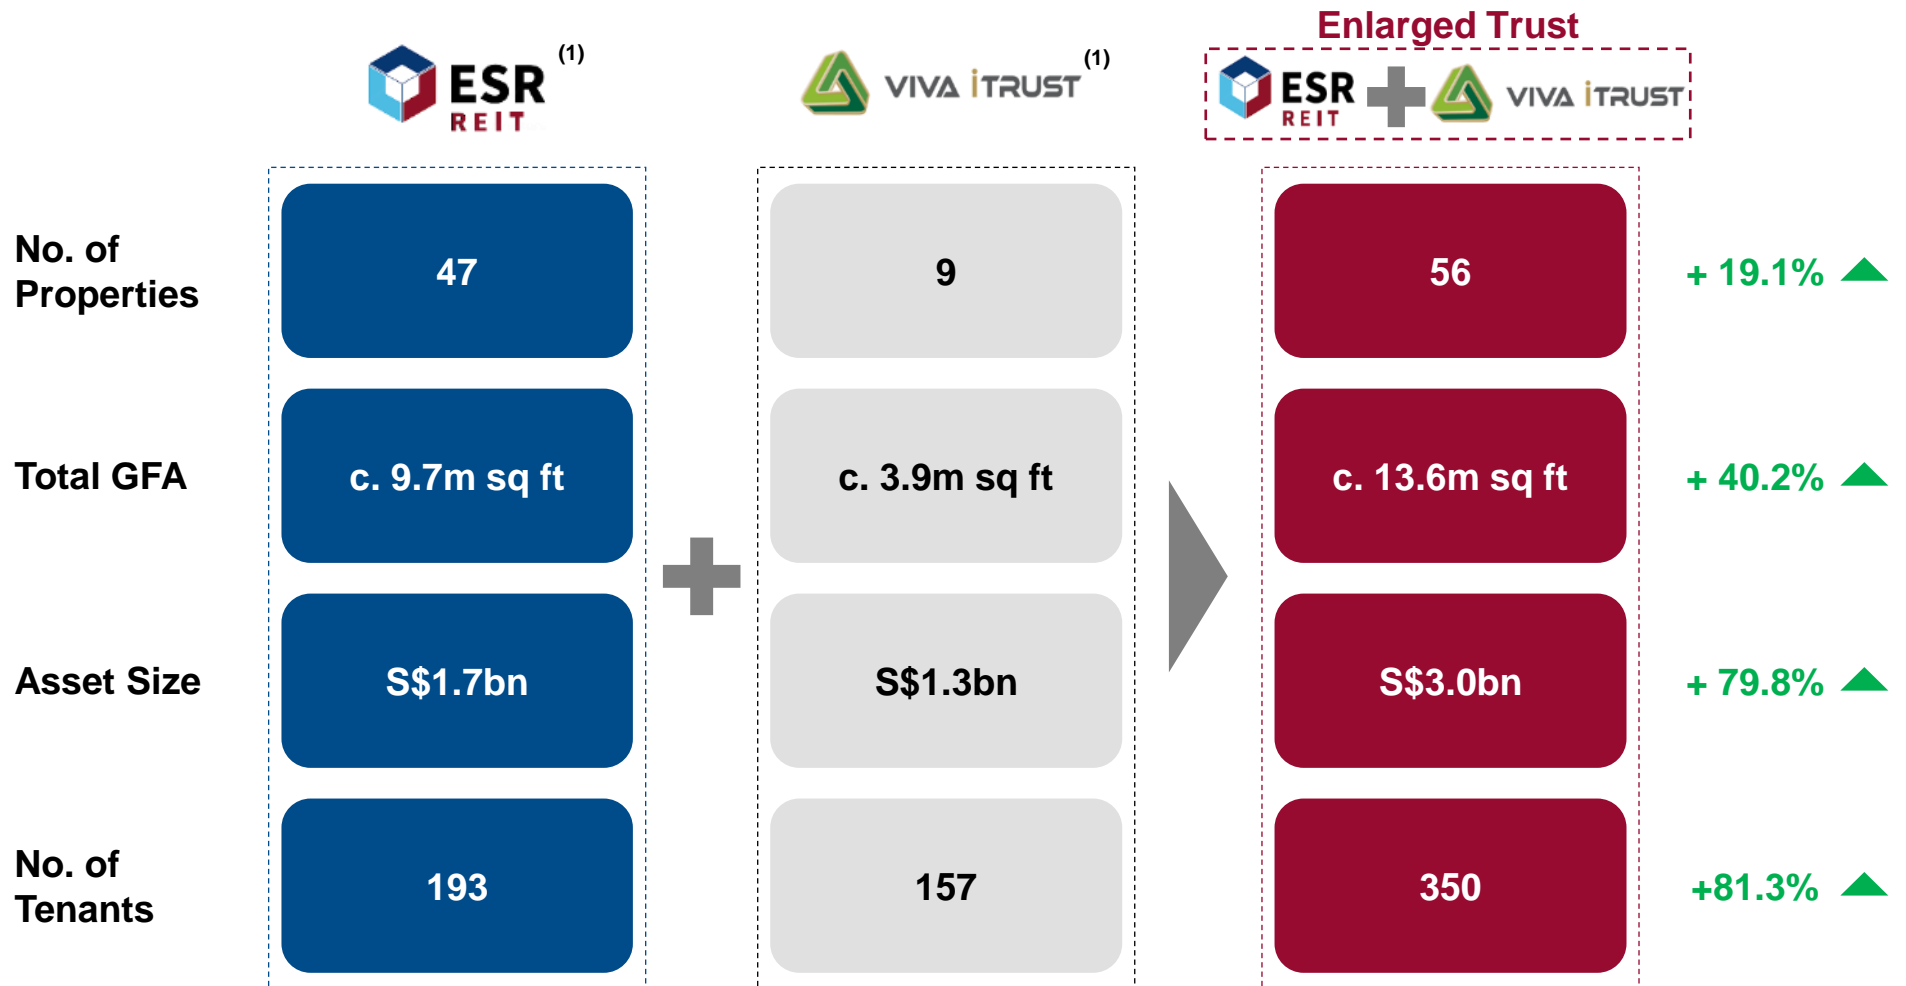 Enlarged Trust
ESR REIT (1)
VIVA iTRUST (1)
ESR REIT VIVA iTRUST
No. of
Properties
47
9
56
+ 19.1%
Total GFA
c. 9.7m sq ft
c. 3.9m sq ft
c. 13.6m sq ft
+ 40.2%
Asset Size
S$1.7bn
S$1.3bn
S$3.0bn
+ 79.8%
No. of
Tenants
193
157
350
+81.3%